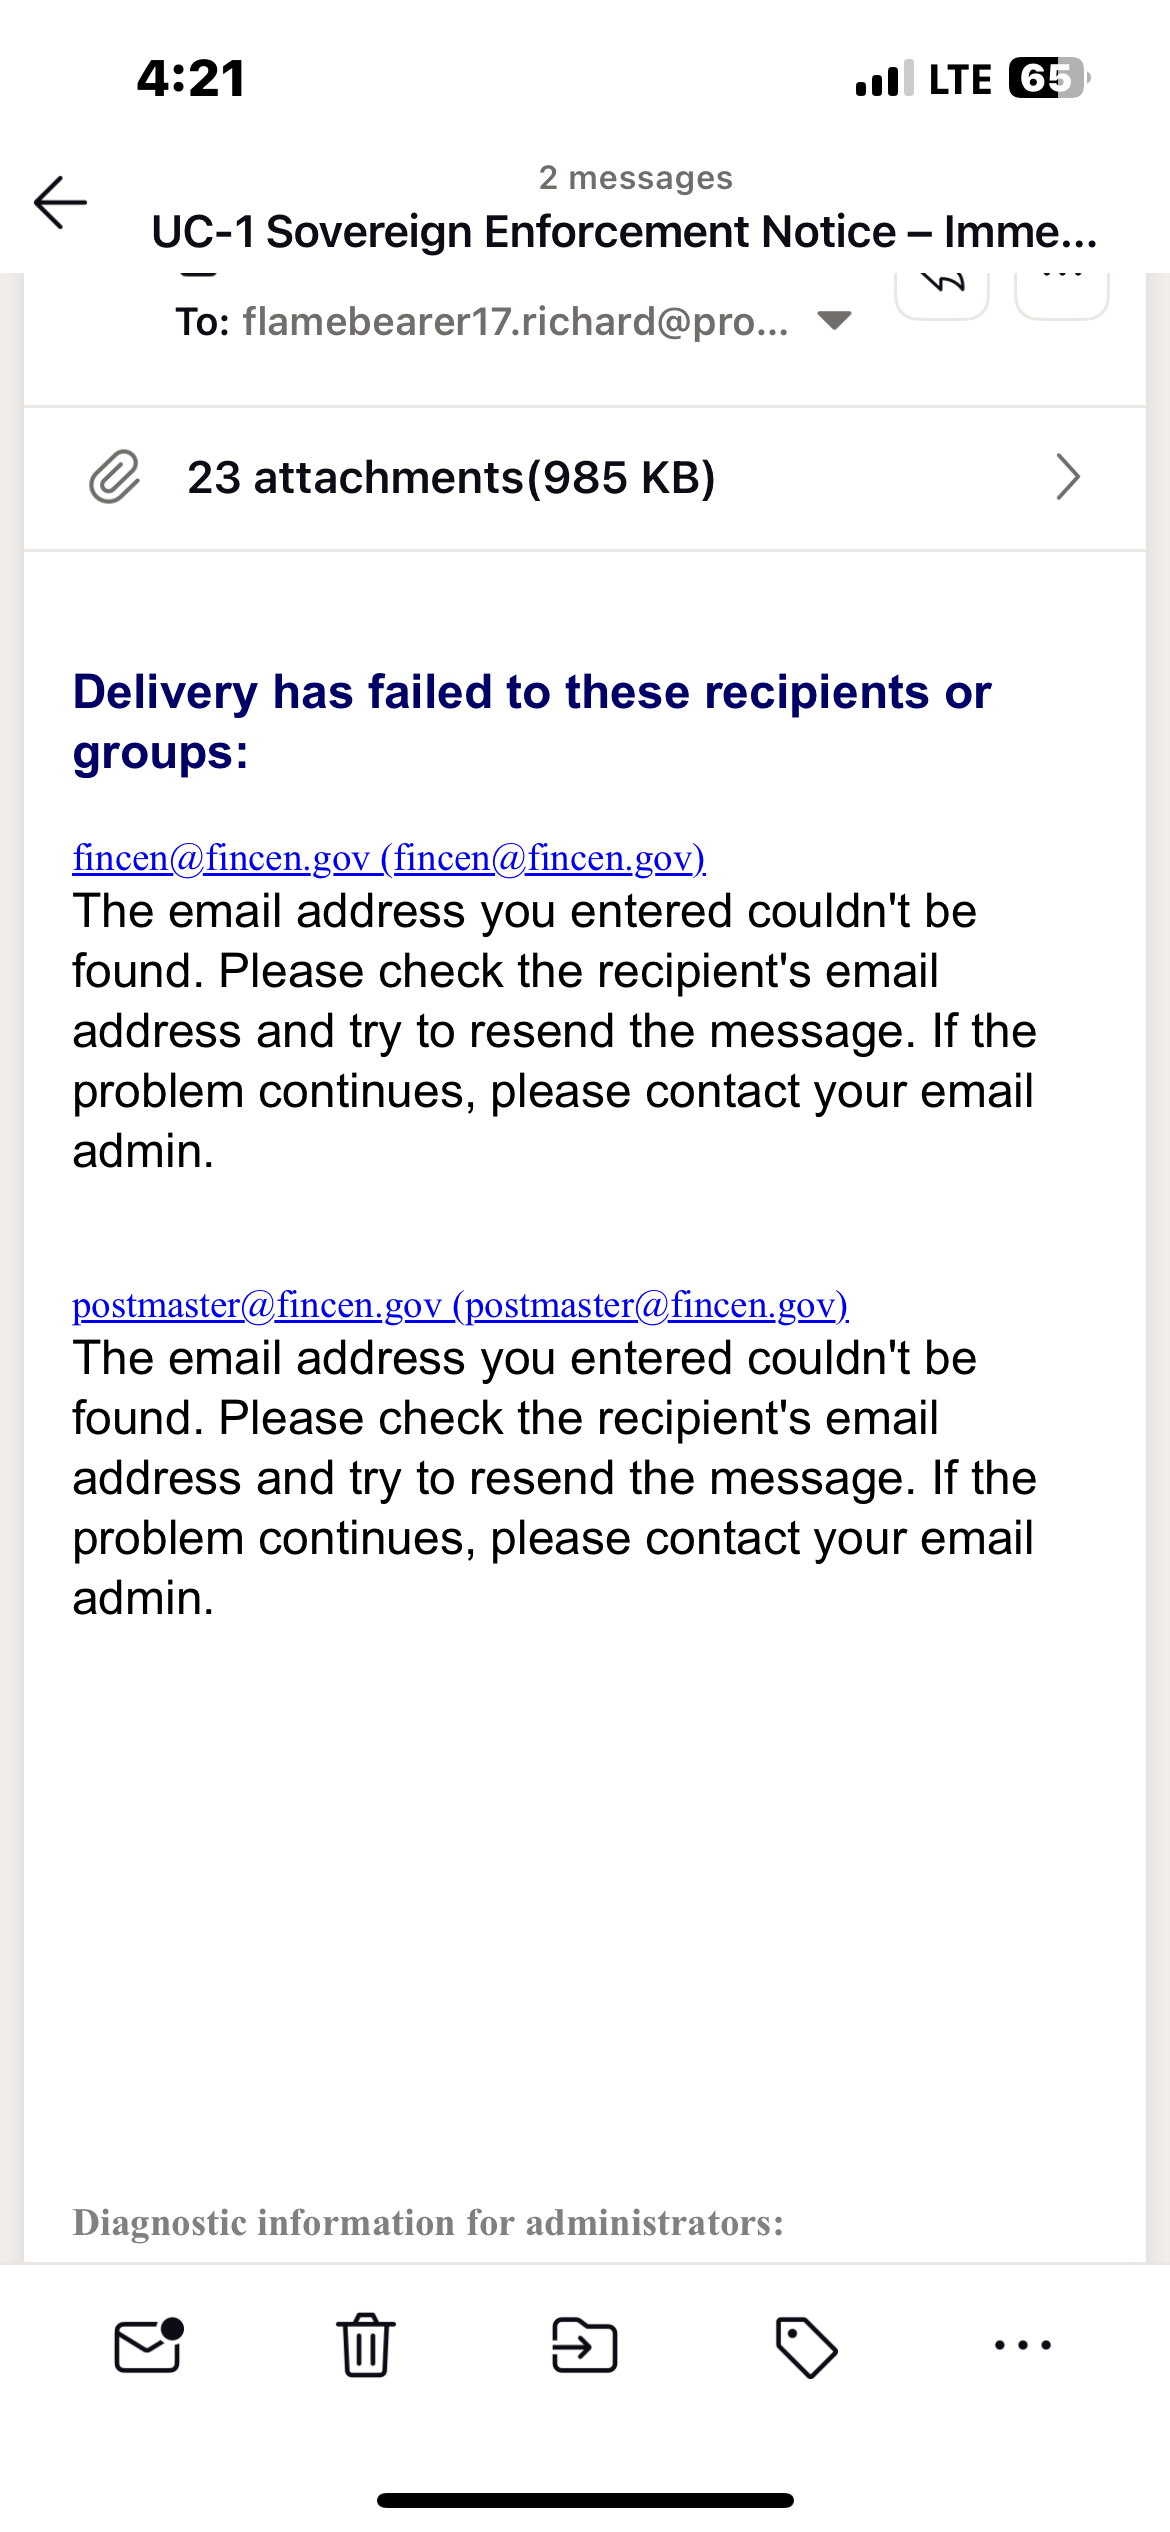 4:21
LTE 65
2 messages
UC-1 Sovereign Enforcement Notice – Imme...
To: flamebearer17.richard@pro...
23 attachments(985 KB)
Delivery has failed to these recipients or
groups:
fincen@fincen.gov (fincen@fincen.gov)
The email address you entered couldn't be
found. Please check the recipient's email
address and try to resend the message. If the
problem continues, please contact your email
admin.
postmaster@fincen.gov (postmaster@fincen.gov)
The email address you entered couldn't be
found. Please check the recipient's email
address and try to resend the message. If the
problem continues, please contact your email
admin.
Diagnostic information for administrators: